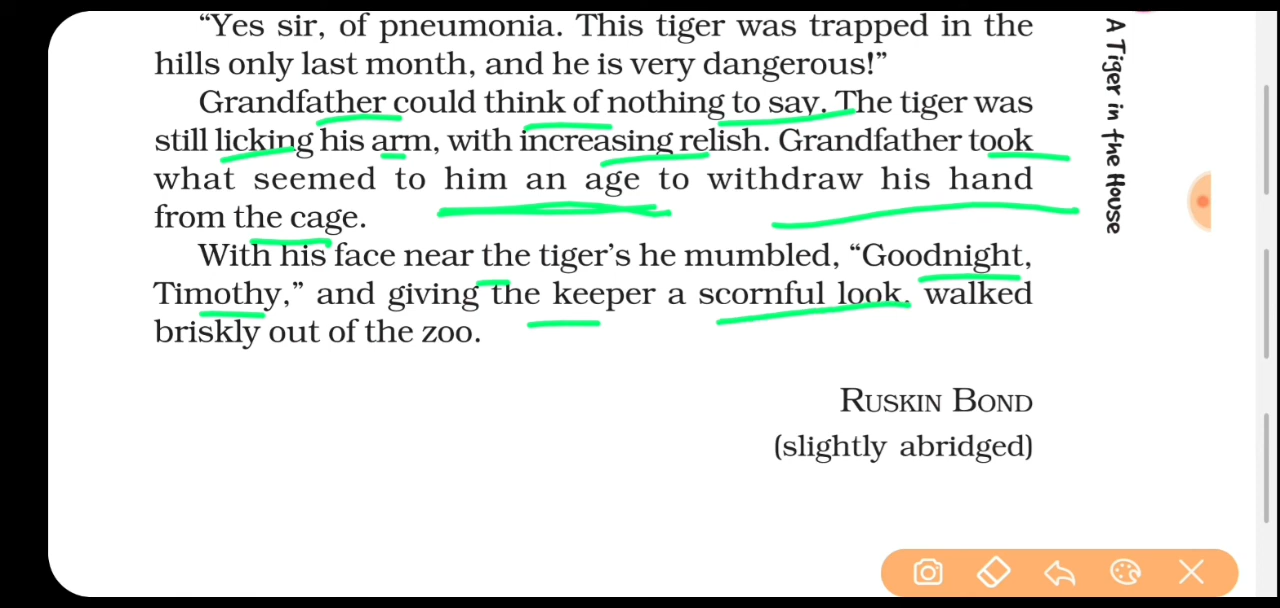 “Yes sir, of pneumonia. This tiger was trapped in the
hills only last month, and he is very dangerous!”
Grandfather could think of nothing to say. The tiger was
still licking his arm, with increasing relish. Grandfather took
what seemed to him an age to withdraw his hand
from the cage.
With his face near the tiger’s he mumbled, “Goodnight,
Timothy,” and giving the keeper a scornful look, walked
briskly out of the zoo.
RUSKIN BOND
(slightly abridged)
A Tiger in the House